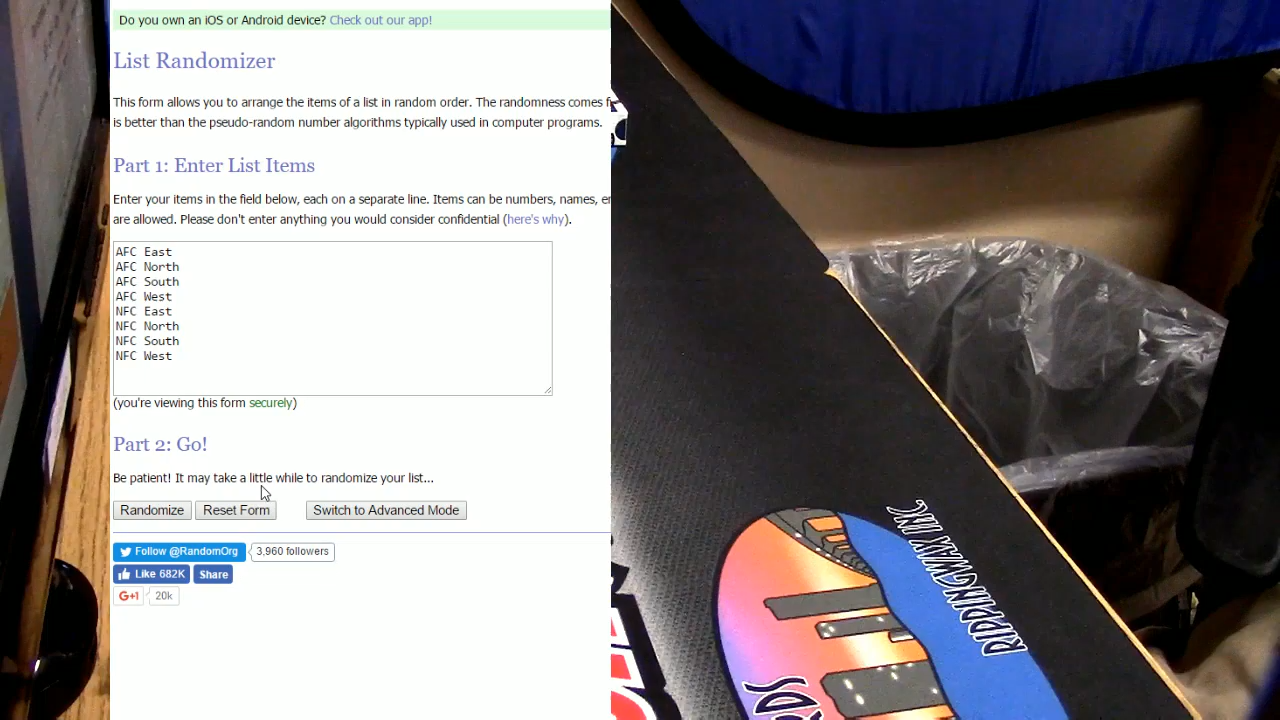 Do you own an iOS or Android device? Check out our app!
List Randomizer
This form allows you to arrange the items of a list in random order. The randomness comes
is better than the pseudo-random number algorithms typically used in computer programs.
Part 1: Enter List Items
Enter your items in the field below, each on a separate line. Items can be numbers, names,
are allowed. Please don't enter anything you would consider confidential (here's why).
AFC East
AFC North
AFC South
AFC West
NFC East
NFC North
NFC South
NFC West
(you're viewing this form securely)
Part 2: Go!
Be patient! It may take a little while to randomize your list...
Randomize Reset Form Switch to Advanced Mode
Follow @RandomOrg 3,960 followers
Like 682K Share
G+1 20k
RIPPINGWAX INC.